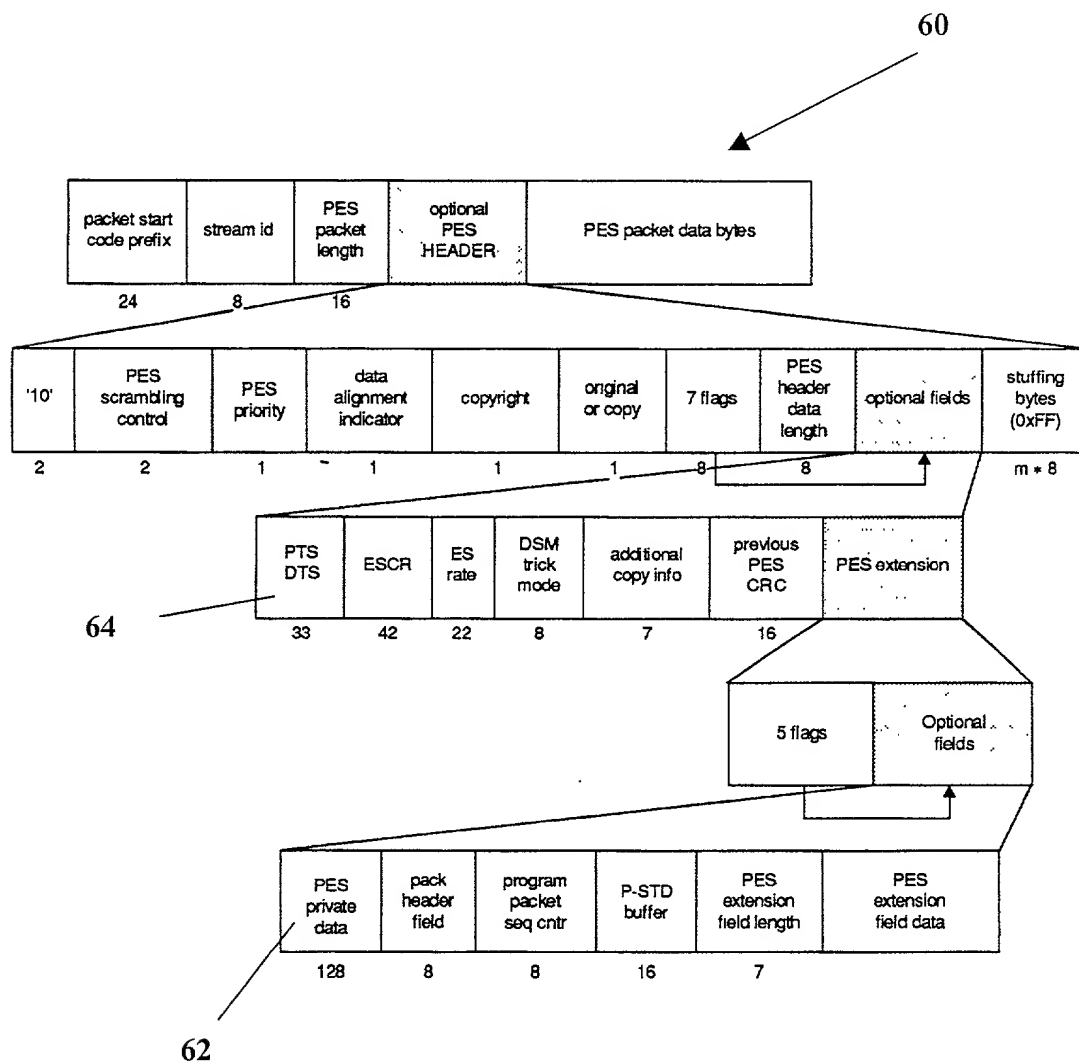 60
packet start
code prefix
stream id
PES
packet
length
optional
PES
HEADER
PES packet data bytes
24
8
16
'10'
PES
scrambling
control
PES
priority
data
alignment
indicator
copyright
original
or copy
7 flags
PES
header
data
length
optional fields
stuffing
bytes
(0xFF)
2
2
1
1
1
1
8
8
m * 8
PTS
DTS
ESCR
ES
rate
DSM
trick
mode
additional
copy info
previous
PES
CRC
PES extension
64
33
42
22
8
7
16
5 flags
Optional
fields
PES
private
data
pack
header
field
program
packet
seq cntr
P-STD
buffer
PES
extension
field length
PES
extension
field data
128
8
8
16
7
62